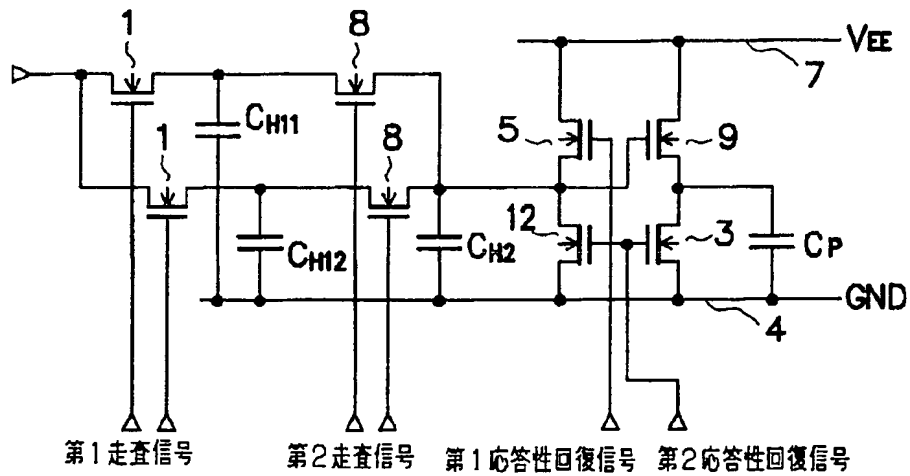 1
8
VEE
7
CH11
5
9
1
8
12
3
CH12
CH2
CP
GND
4
第1走査信号
第2走査信号
第1応答性回復信号
第2応答性回復信号